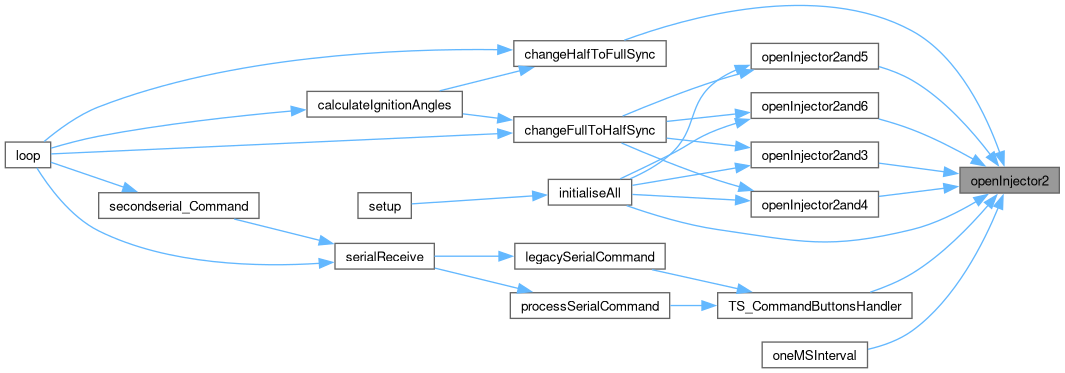 changeHalfToFullSync
openInjector2and5
calculateIgnitionAngles
openInjector2and6
changeFullToHalfSync
loop
openInjector2and3
openInjector2
initialiseAll
secondserial_Command
setup
openInjector2and4
serialReceive
legacySerialCommand
processSerialCommand
TS_CommandButtonsHandler
oneMSInterval